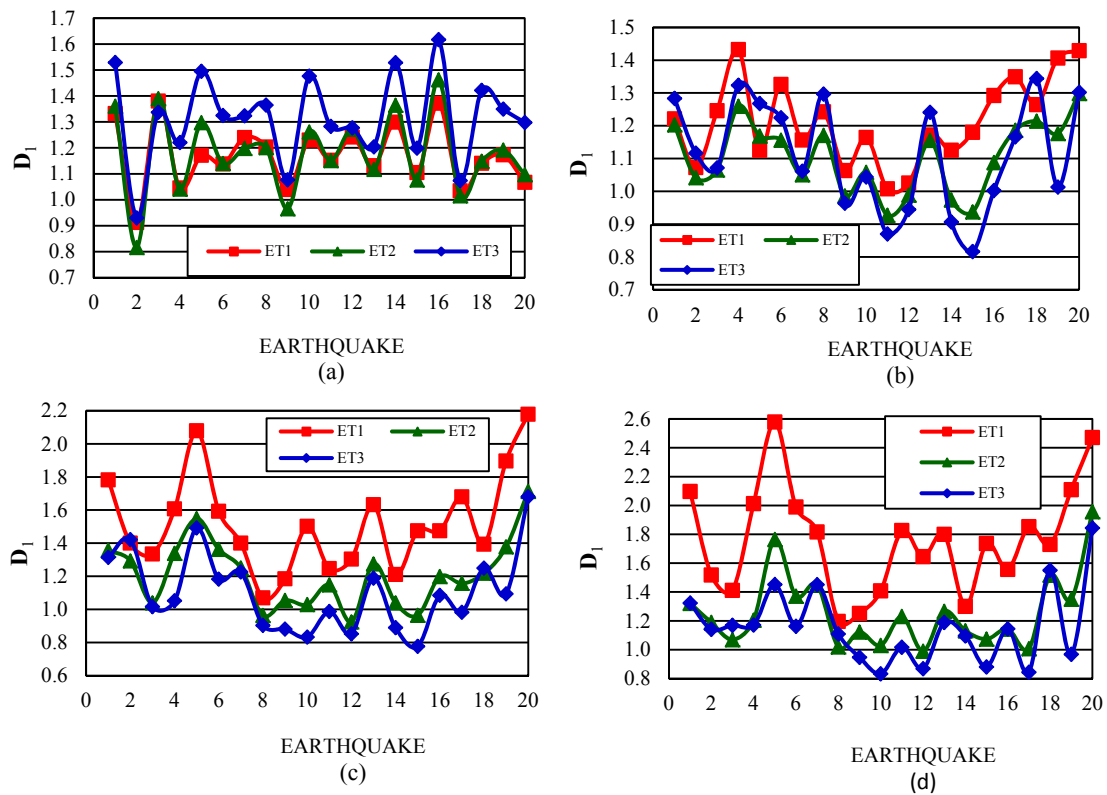 1.7
1.6
1.5
1.4
1.3
1.2
1.1
1.0
0.9
0.8
0.7
D1
ET1 ET2 ET3
0 2 4 6 8 10 12 14 16 18 20
EARTHQUAKE
(a)
1.5
1.4
1.3
1.2
1.1
1.0
0.9
0.8
0.7
D1
ET1 ET2
ET3
0 2 4 6 8 10 12 14 16 18 20
EARTHQUAKE
(b)
2.2
2.0
1.8
1.6
1.4
1.2
1.0
0.8
0.6
D1
ET1 ET2
ET3
0 2 4 6 8 10 12 14 16 18 20
EARTHQUAKE
(c)
2.6
2.4
2.2
2.0
1.8
1.6
1.4
1.2
1.0
0.8
D1
ET1
ET2
ET3
0 2 4 6 8 10 12 14 16 18 20
EARTHQUAKE
(d)